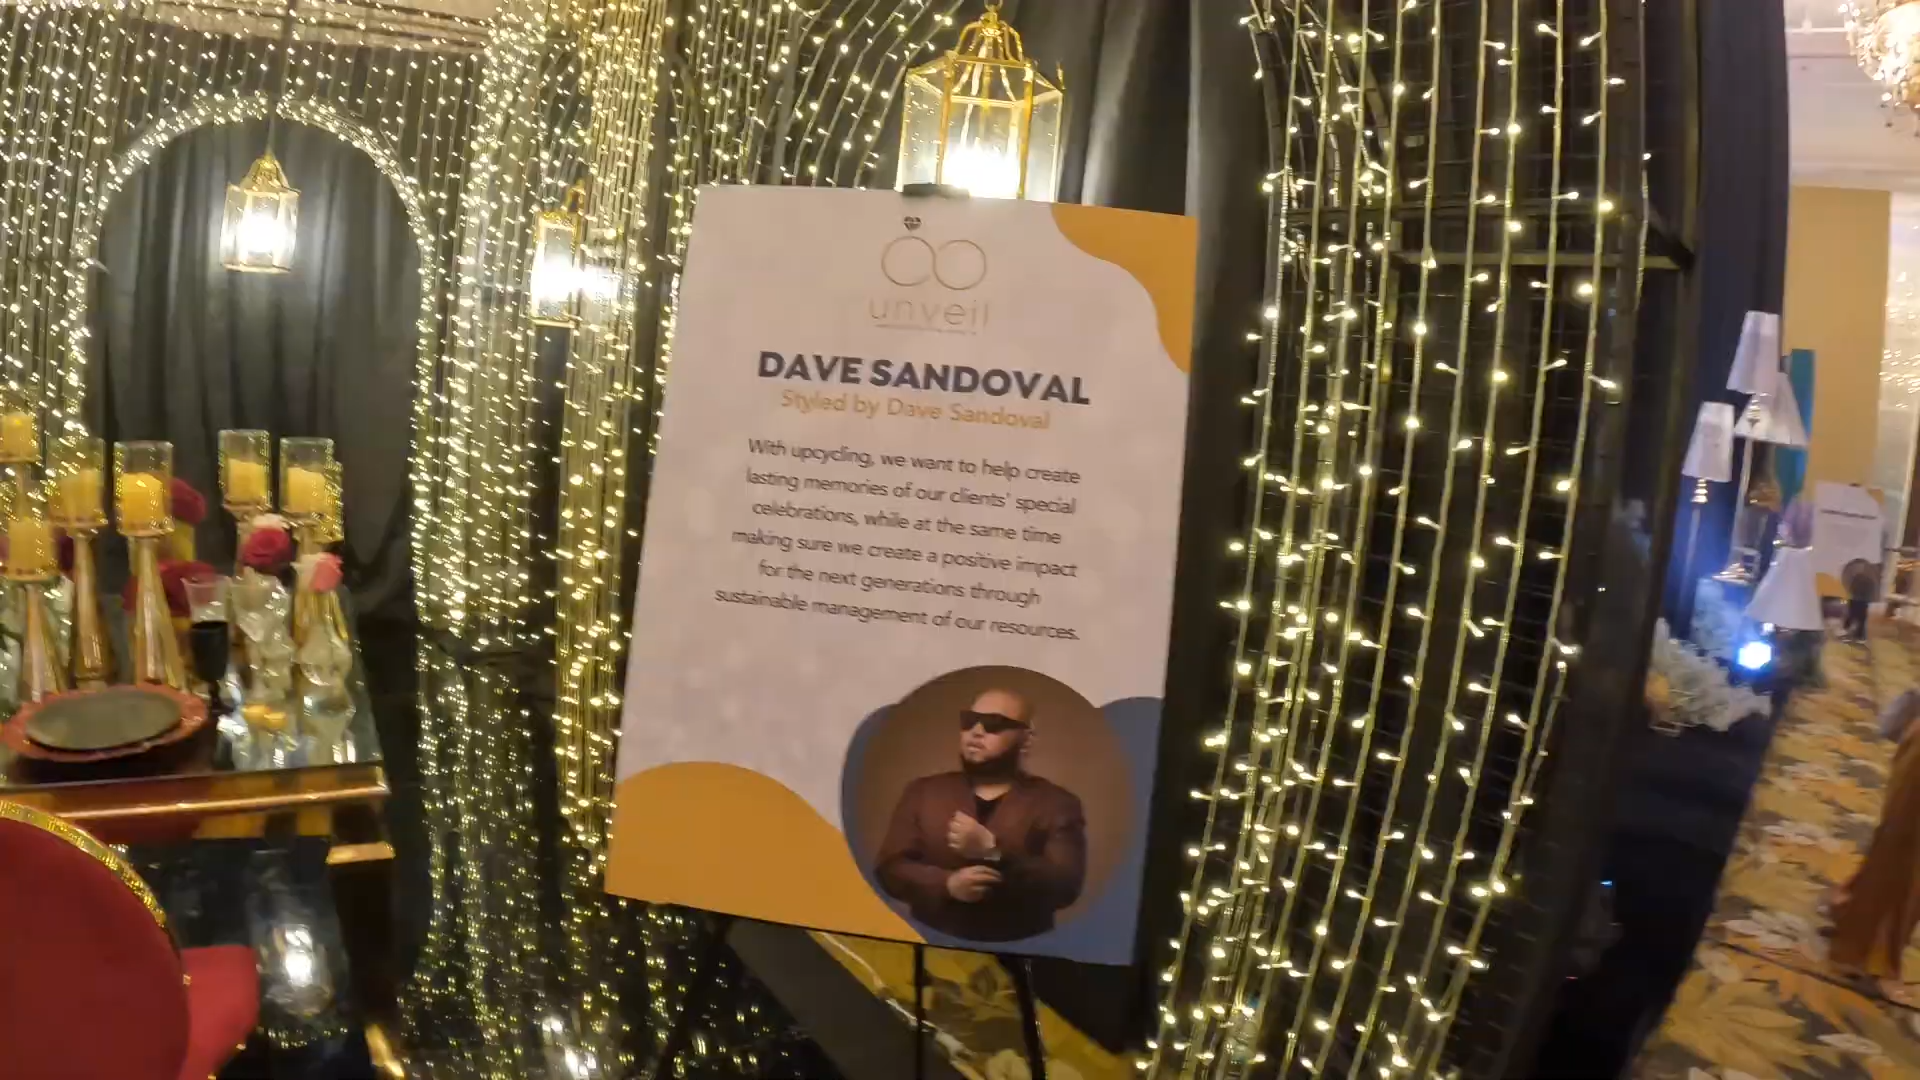 unveil
DAVE SANDOVAL
Styled by Dave Sandoval
With upcycling, we want to help create
lasting memories of our clients' special
celebrations, while at the same time
making sure we create a positive impact
for the next generations through
sustainable management of our resources.